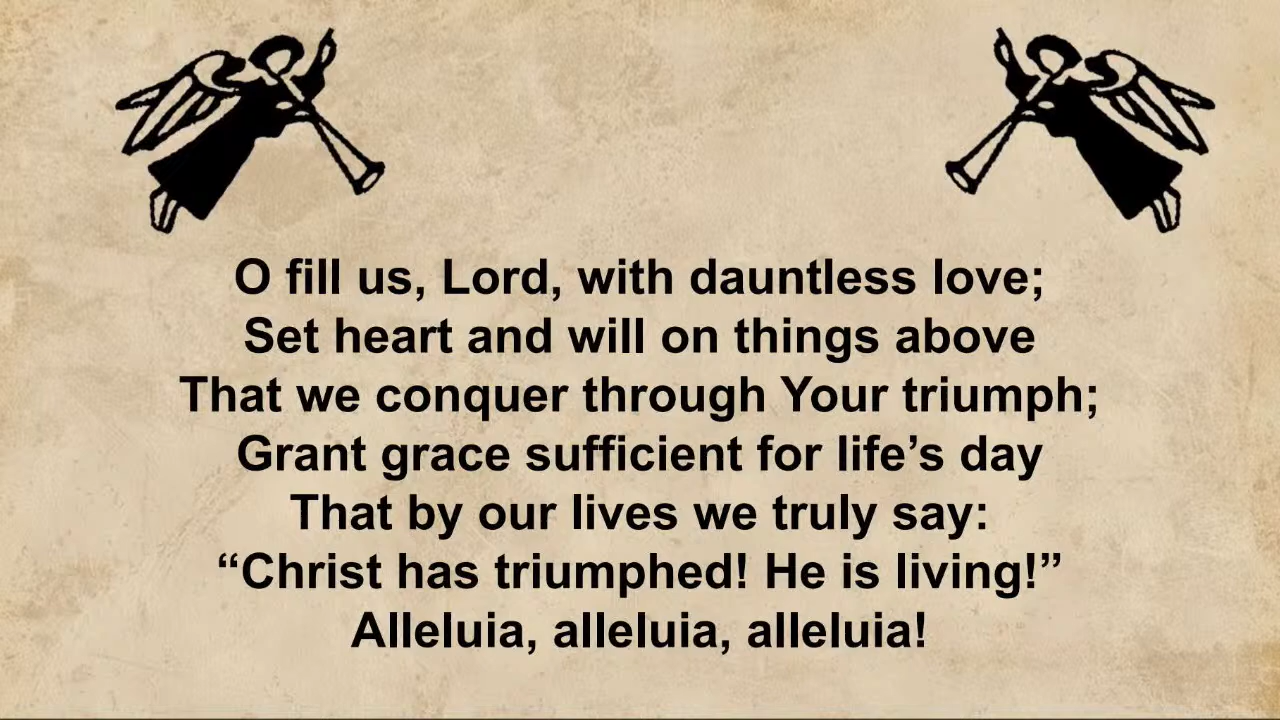 O fill us, Lord, with dauntless love;
Set heart and will on things above
That we conquer through Your triumph;
Grant grace sufficient for life’s day
That by our lives we truly say:
“Christ has triumphed! He is living!”
Alleluia, alleluia, alleluia!